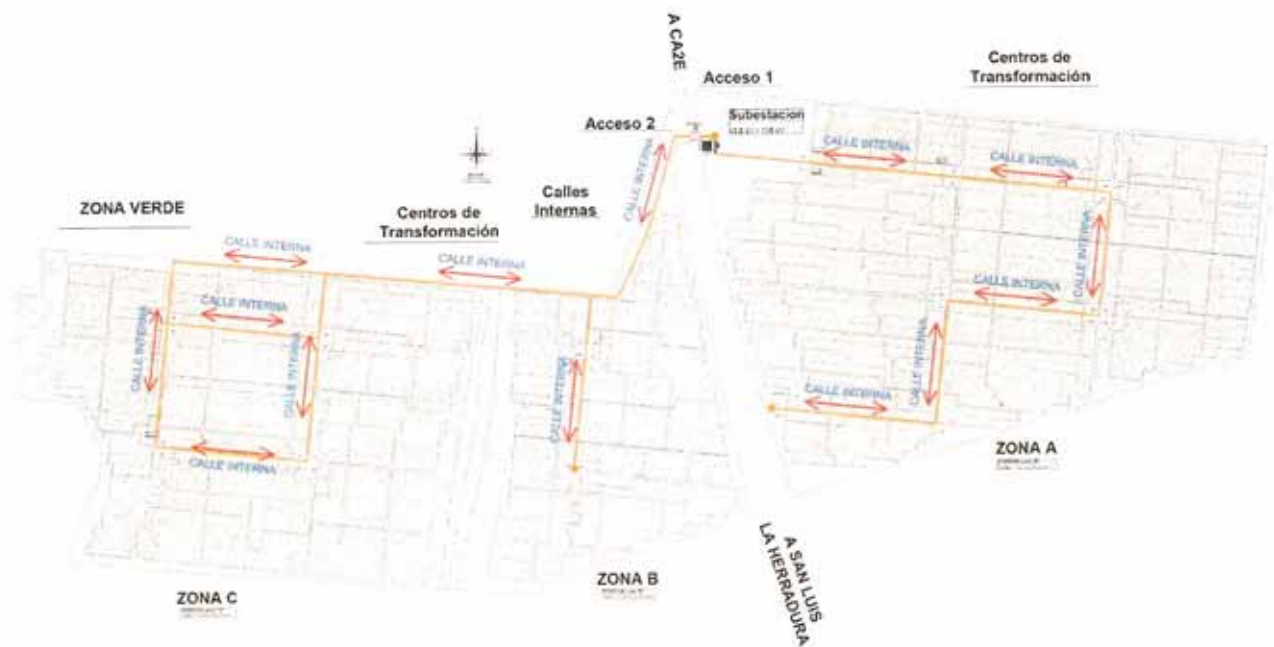 A CA2E
Acceso 1
Centros de
Transformación
Acceso 2
Subestacion
CALLE INTERNA
CALLE INTERNA
CALLE INTERNA
Calles
Internas
ZONA VERDE
Centros de
Transformación
CALLE INTERNA
CALLE INTERNA
CALLE INTERNA
CALLE INTERNA
CALLE INTERNA
CALLE INTERNA
CALLE INTERNA
CALLE INTERNA
CALLE INTERNA
CALLE INTERNA
CALLE INTERNA
CALLE INTERNA
ZONA A
ZONA B
ZONA C
A SAN LUIS
LA HERRADURA